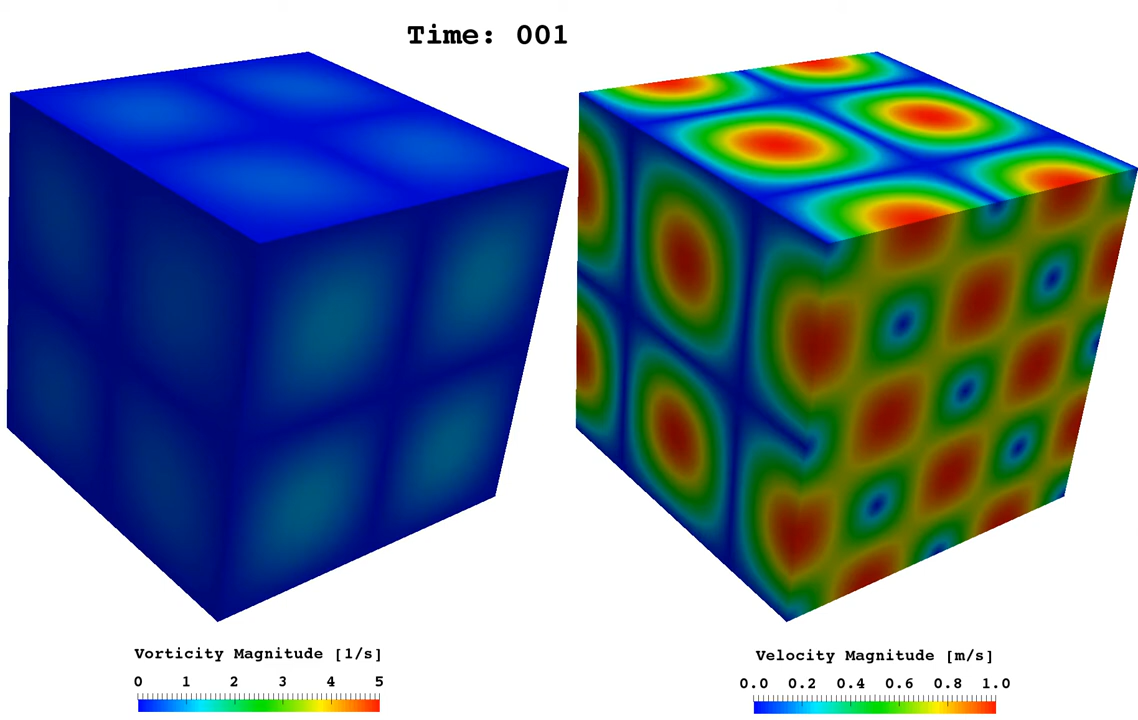 Time: 001
Vorticity Magnitude [1/s]
0 1 2 3 4 5
Velocity Magnitude [m/s]
0.0 0.2 0.4 0.6 0.8 1.0